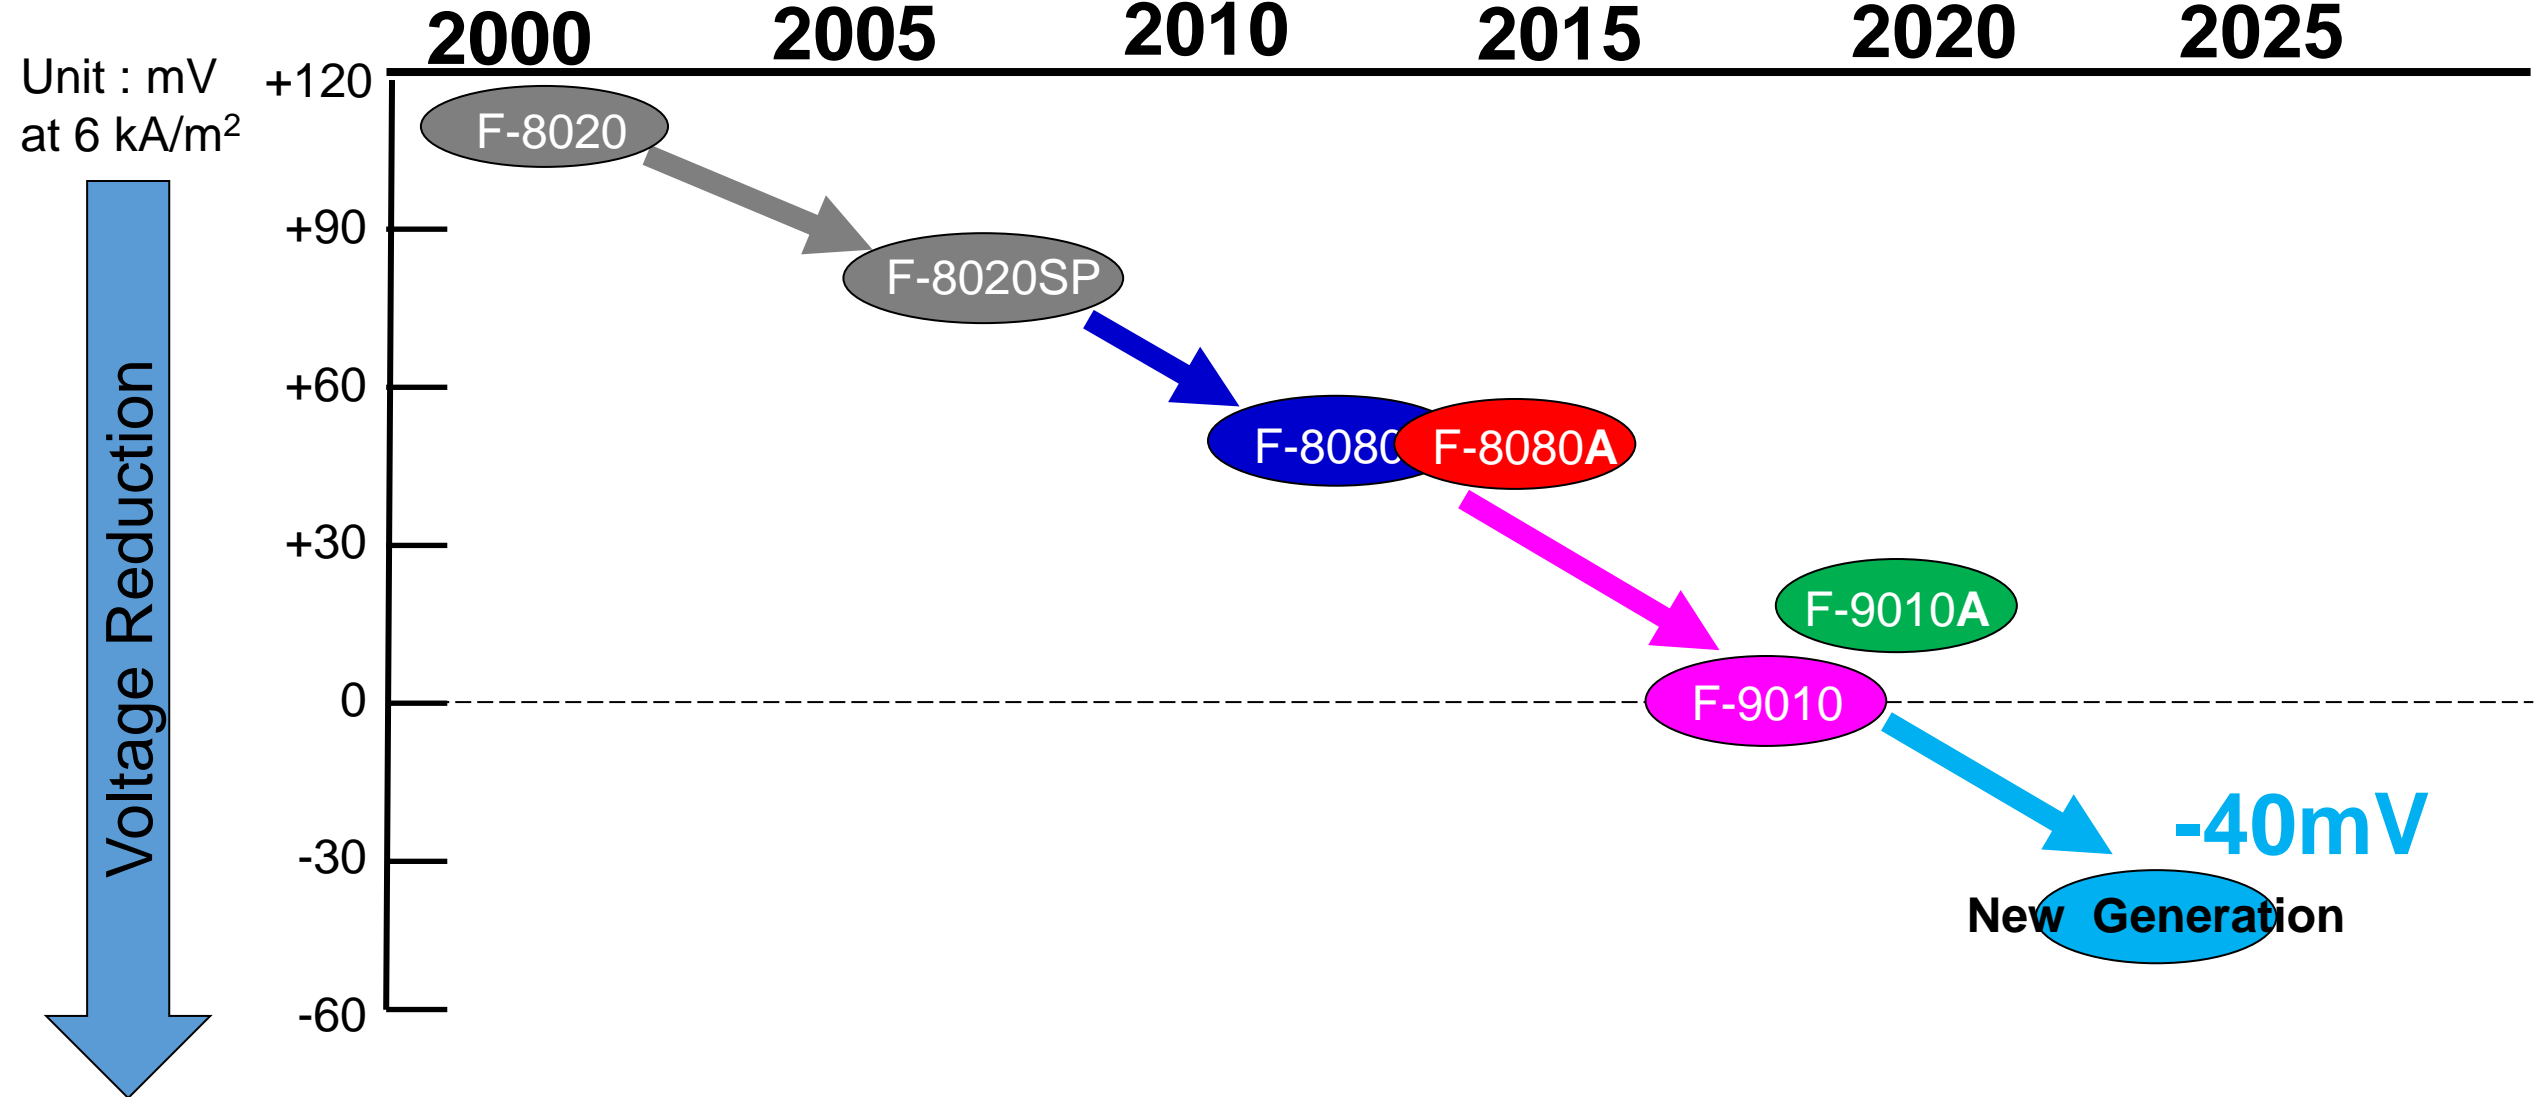 2000 2005 2010 2015 2020 2025
Unit : mV
at 6 kA/m²
+120
F-8020
+90
F-8020SP
+60
F-8080
F-8080A
+30
F-9010A
0
F-9010
-40mV
-30
New Generation
-60
Voltage Reduction